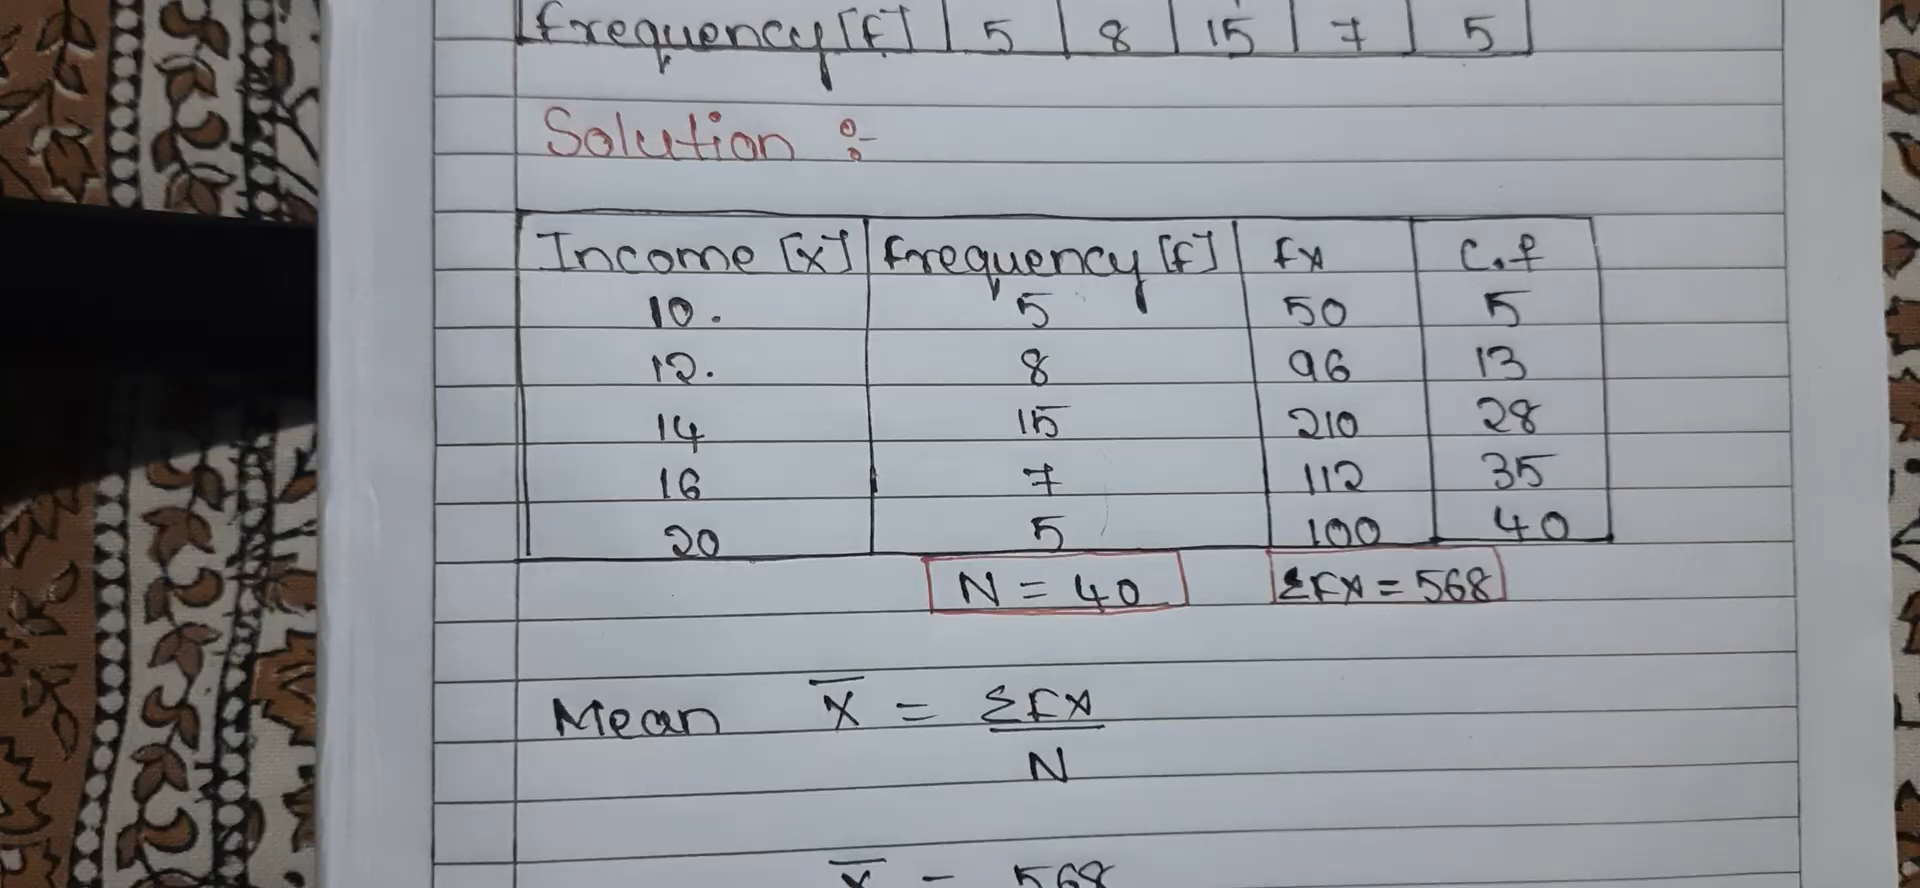 Frequency [f] 5 8 15 7 5
Solution :-
Income [x] Frequency [f] fx c.f
10. 5 50 5
12. 8 96 13
14 15 210 28
16 7 112 35
20 5 100 40
N = 40 Σfx = 568
Mean x̄ = Σfx
N
x̄ = 568